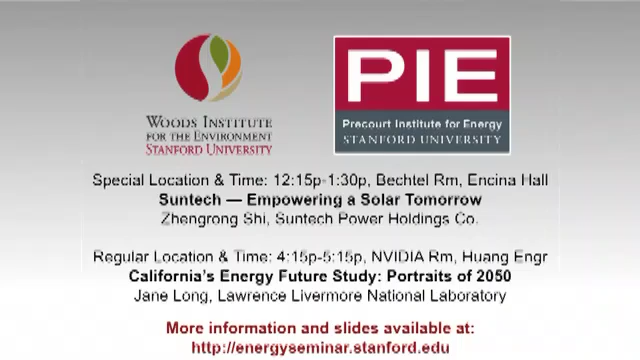 WOODS INSTITUTE
FOR THE ENVIRONMENT
STANFORD UNIVERSITY
PIE
Precourt Institute for Energy
STANFORD UNIVERSITY
Special Location & Time: 12:15p-1:30p, Bechtel Rm, Encina Hall
Suntech — Empowering a Solar Tomorrow
Zhengrong Shi, Suntech Power Holdings Co.
Regular Location & Time: 4:15p-5:15p, NVIDIA Rm, Huang Engr
California's Energy Future Study: Portraits of 2050
Jane Long, Lawrence Livermore National Laboratory
More information and slides available at:
http://energyseminar.stanford.edu